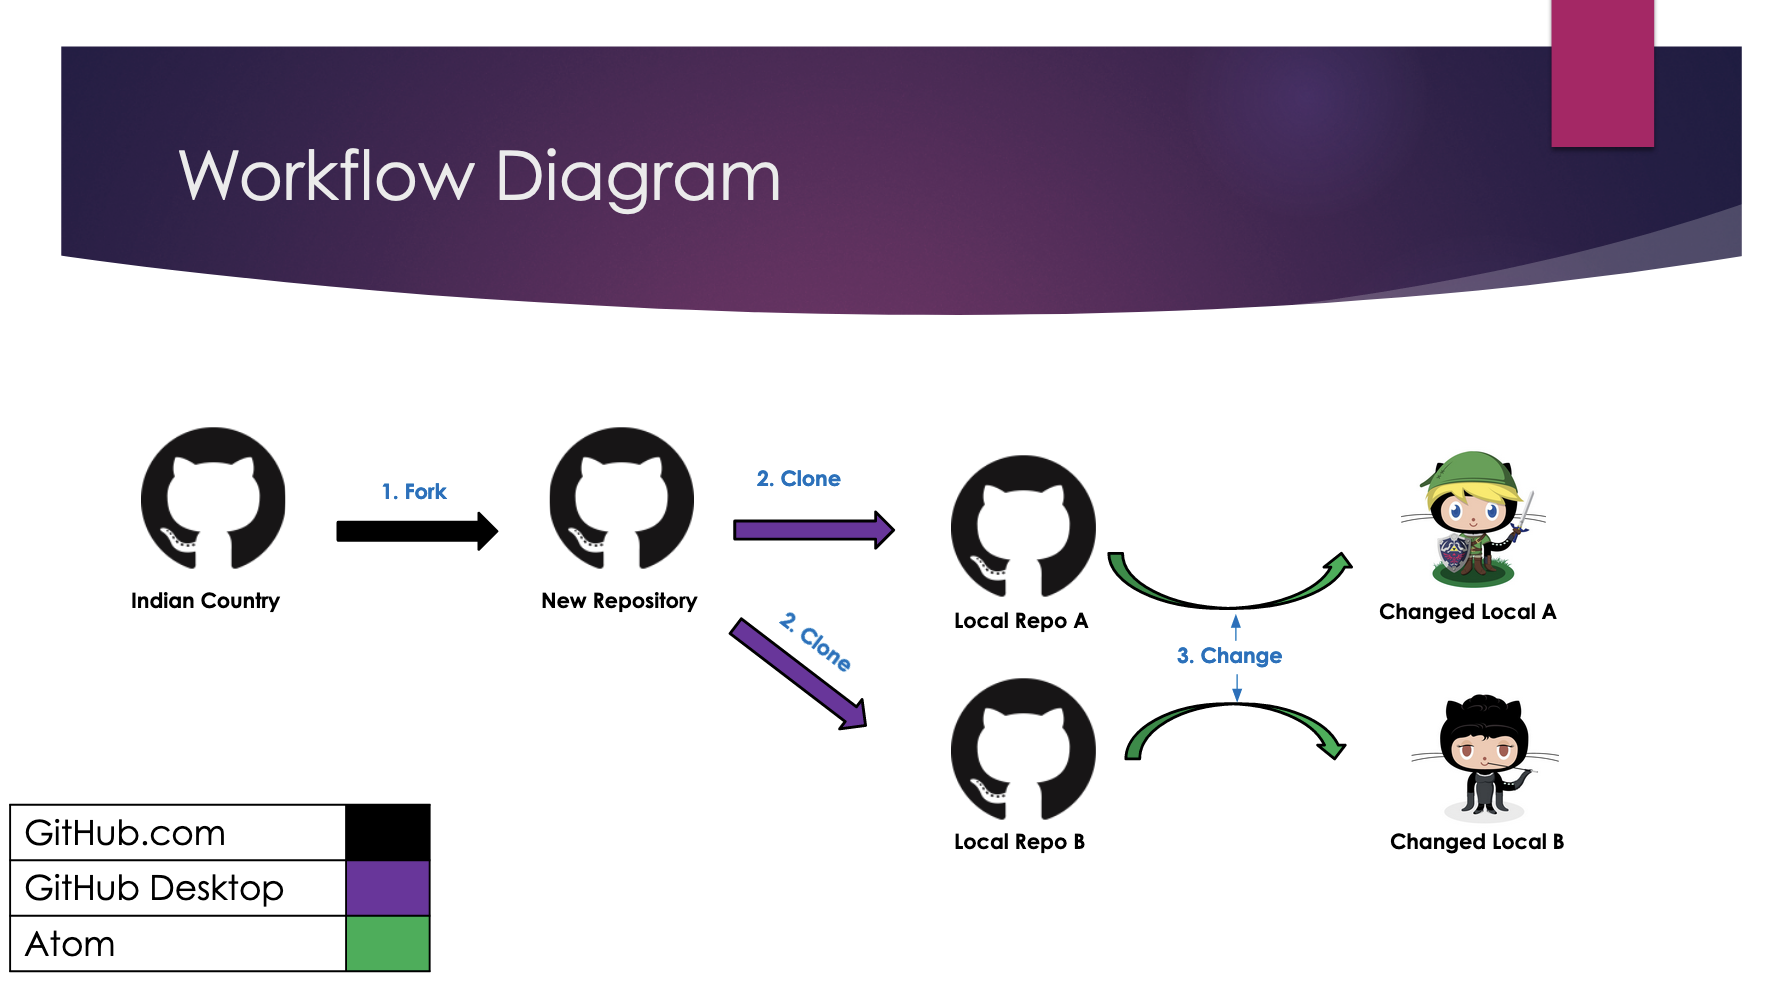 Workflow Diagram
1. Fork
2. Clone
Indian Country
New Repository
2. Clone
Local Repo A
Changed Local A
3. Change
Local Repo B
Changed Local B
GitHub.com
GitHub Desktop
Atom